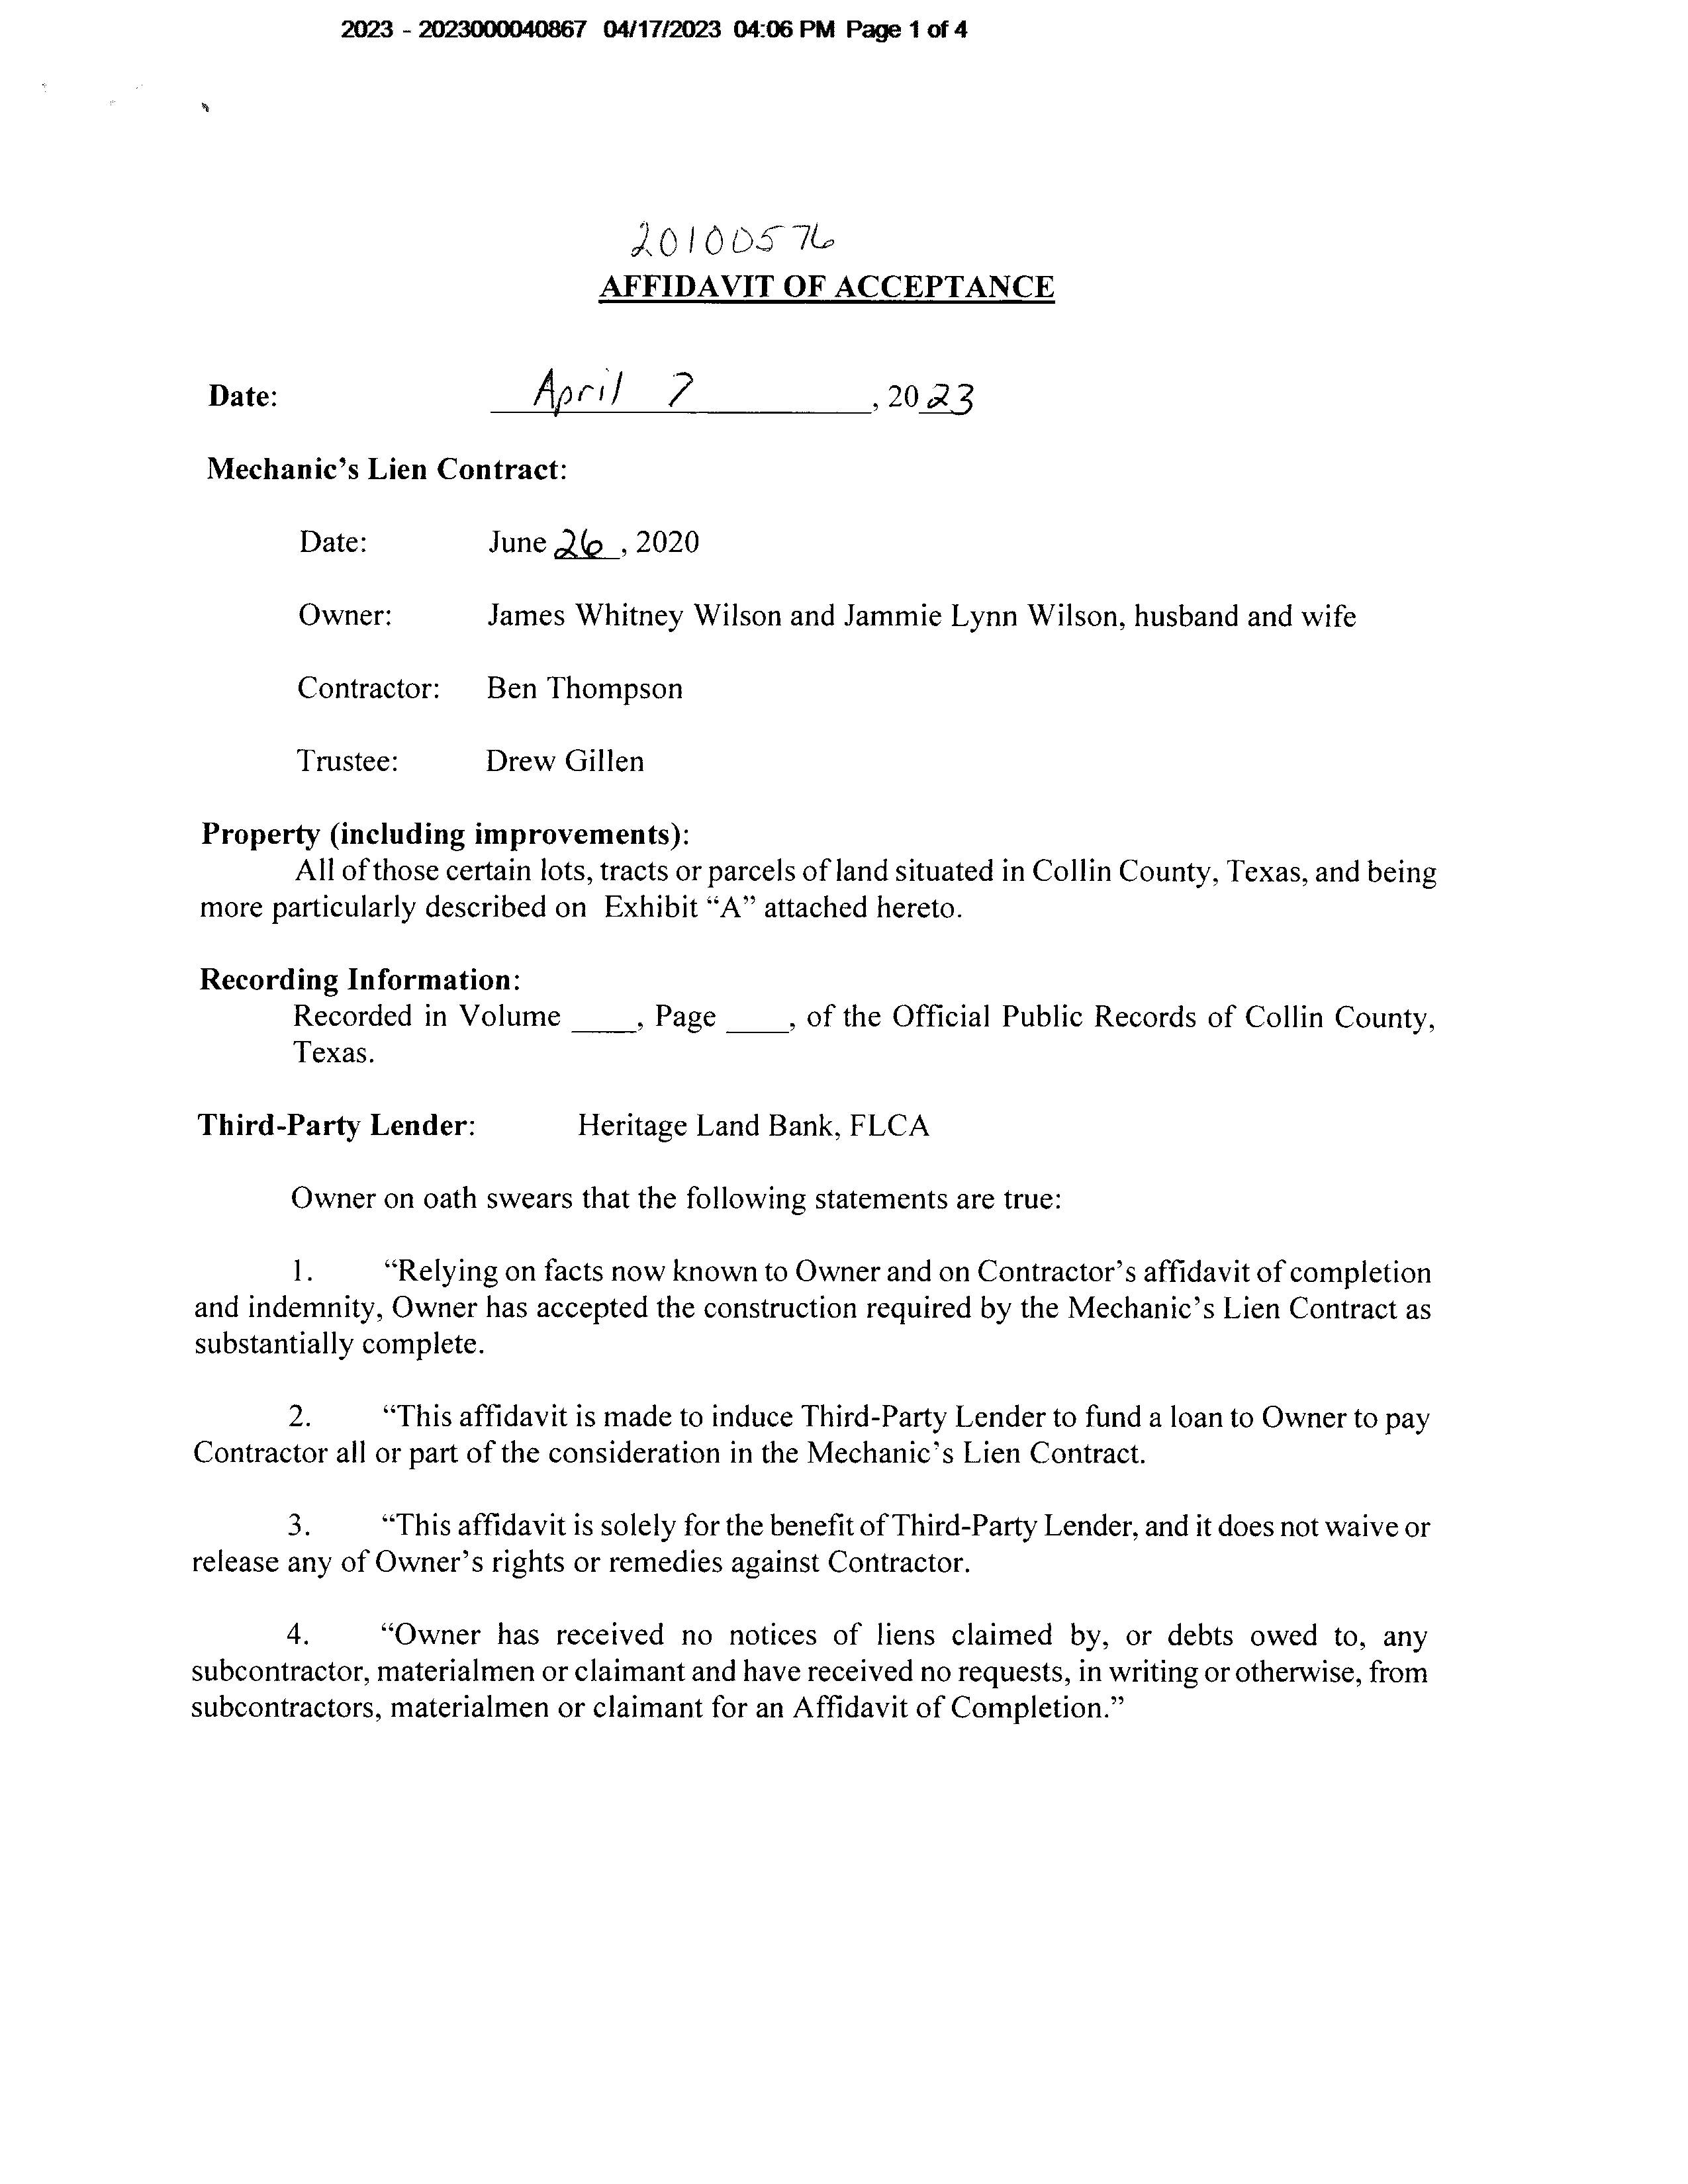 2023 - 2023000040867 04/17/2023 04:06 PM Page 1 of 4
20100576
AFFIDAVIT OF ACCEPTANCE
Date: April 7, 2023
Mechanic's Lien Contract:
Date: June 26, 2020
Owner: James Whitney Wilson and Jammie Lynn Wilson, husband and wife
Contractor: Ben Thompson
Trustee: Drew Gillen
Property (including improvements):
All of those certain lots, tracts or parcels of land situated in Collin County, Texas, and being
more particularly described on Exhibit “A” attached hereto.
Recording Information:
Recorded in Volume ____, Page ____, of the Official Public Records of Collin County,
Texas.
Third-Party Lender: Heritage Land Bank, FLCA
Owner on oath swears that the following statements are true:
1. “Relying on facts now known to Owner and on Contractor’s affidavit of completion
and indemnity, Owner has accepted the construction required by the Mechanic’s Lien Contract as
substantially complete.
2. “This affidavit is made to induce Third-Party Lender to fund a loan to Owner to pay
Contractor all or part of the consideration in the Mechanic’s Lien Contract.
3. “This affidavit is solely for the benefit of Third-Party Lender, and it does not waive or
release any of Owner’s rights or remedies against Contractor.
4. “Owner has received no notices of liens claimed by, or debts owed to, any
subcontractor, materialmen or claimant and have received no requests, in writing or otherwise, from
subcontractors, materialmen or claimant for an Affidavit of Completion.”